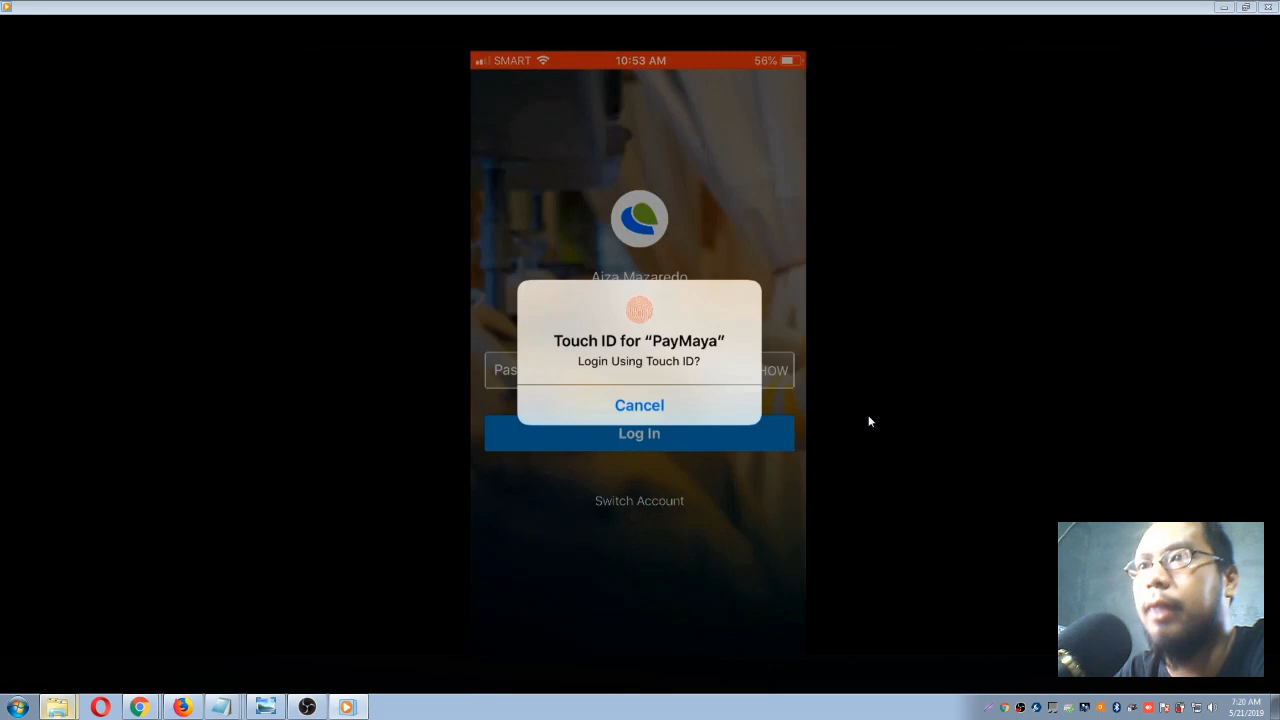 SMART
10:53 AM
56%
Aiza Mazaredo
Touch ID for “PayMaya”
Login Using Touch ID?
Pas
HOW
Cancel
Log In
Switch Account
7:20 AM
5/21/2019